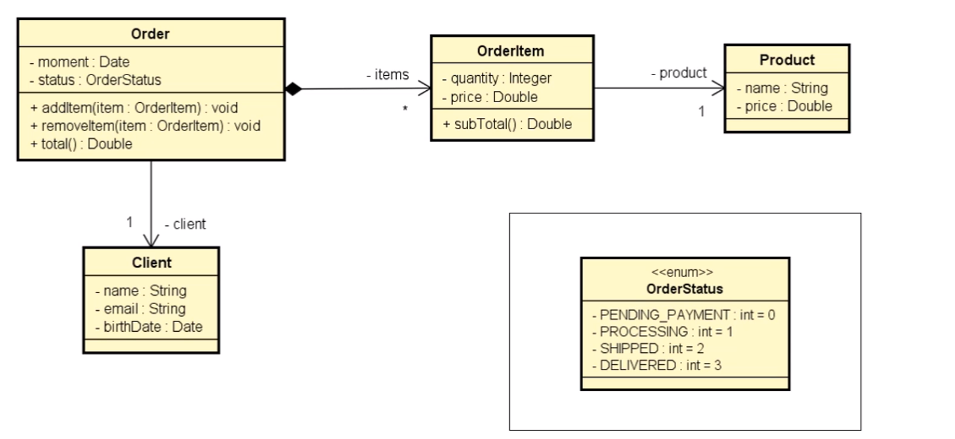 Order
- moment : Date
- status : OrderStatus
+ addItem(item : OrderItem) : void
+ removeItem(item : OrderItem) : void
+ total() : Double
- items
*
OrderItem
- quantity : Integer
- price : Double
+ subTotal() : Double
- product
1
Product
- name : String
- price : Double
1
- client
Client
- name : String
- email : String
- birthDate : Date
<<enum>>
OrderStatus
- PENDING_PAYMENT : int = 0
- PROCESSING : int = 1
- SHIPPED : int = 2
- DELIVERED : int = 3